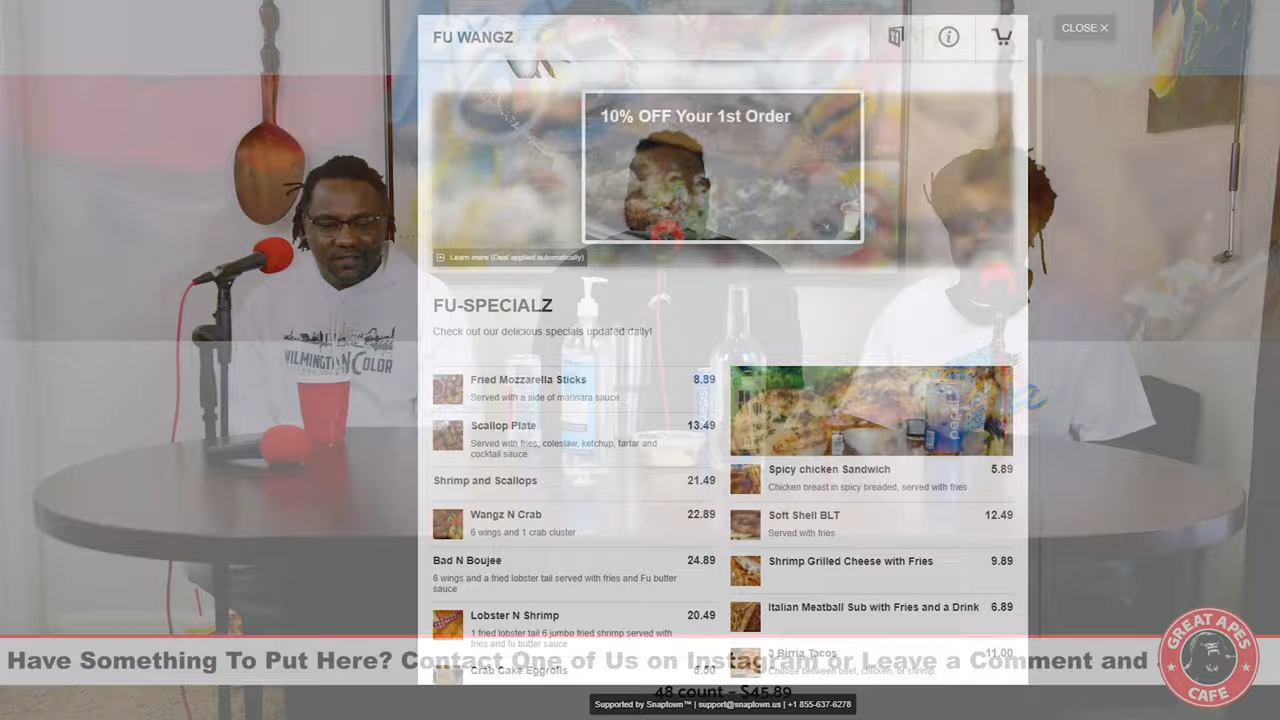 CLOSE ✕
FU WANGZ
10% OFF Your 1st Order
Learn more (Deal applied automatically)
FU-SPECIALZ
Check out our delicious specials updated daily!
Fried Mozzarella Sticks 8.89
Served with a side of marinara sauce
Scallop Plate 13.49
Served with fries, coleslaw, ketchup, tartar and
cocktail sauce
Shrimp and Scallops 21.49
Wangz N Crab 22.89
6 wings and 1 crab cluster
Bad N Boujee 24.89
6 wings and a fried lobster tail served with fries and Fu butter
sauce
Lobster N Shrimp 20.49
1 fried lobster tail 6 jumbo fried shrimp served with
fries and fu butter sauce
Crab Cake Eggrolls 5.50
pepsi
Spicy chicken Sandwich 5.89
Chicken breast in spicy breaded, served with fries
Soft Shell BLT 12.49
Served with fries
Shrimp Grilled Cheese with Fries 9.89
Italian Meatball Sub with Fries and a Drink 6.89
3 Birria Tacos 11.00
Choose between beef, chicken, or shrimp.
WILMINGTON COLOR
Have Something To Put Here? Contact One of Us on Instagram or Leave a Comment and
48 count - $45.89
Supported by Snaptown™ | support@snaptown.us | +1 855-637-6278
GREAT APES
CAFE